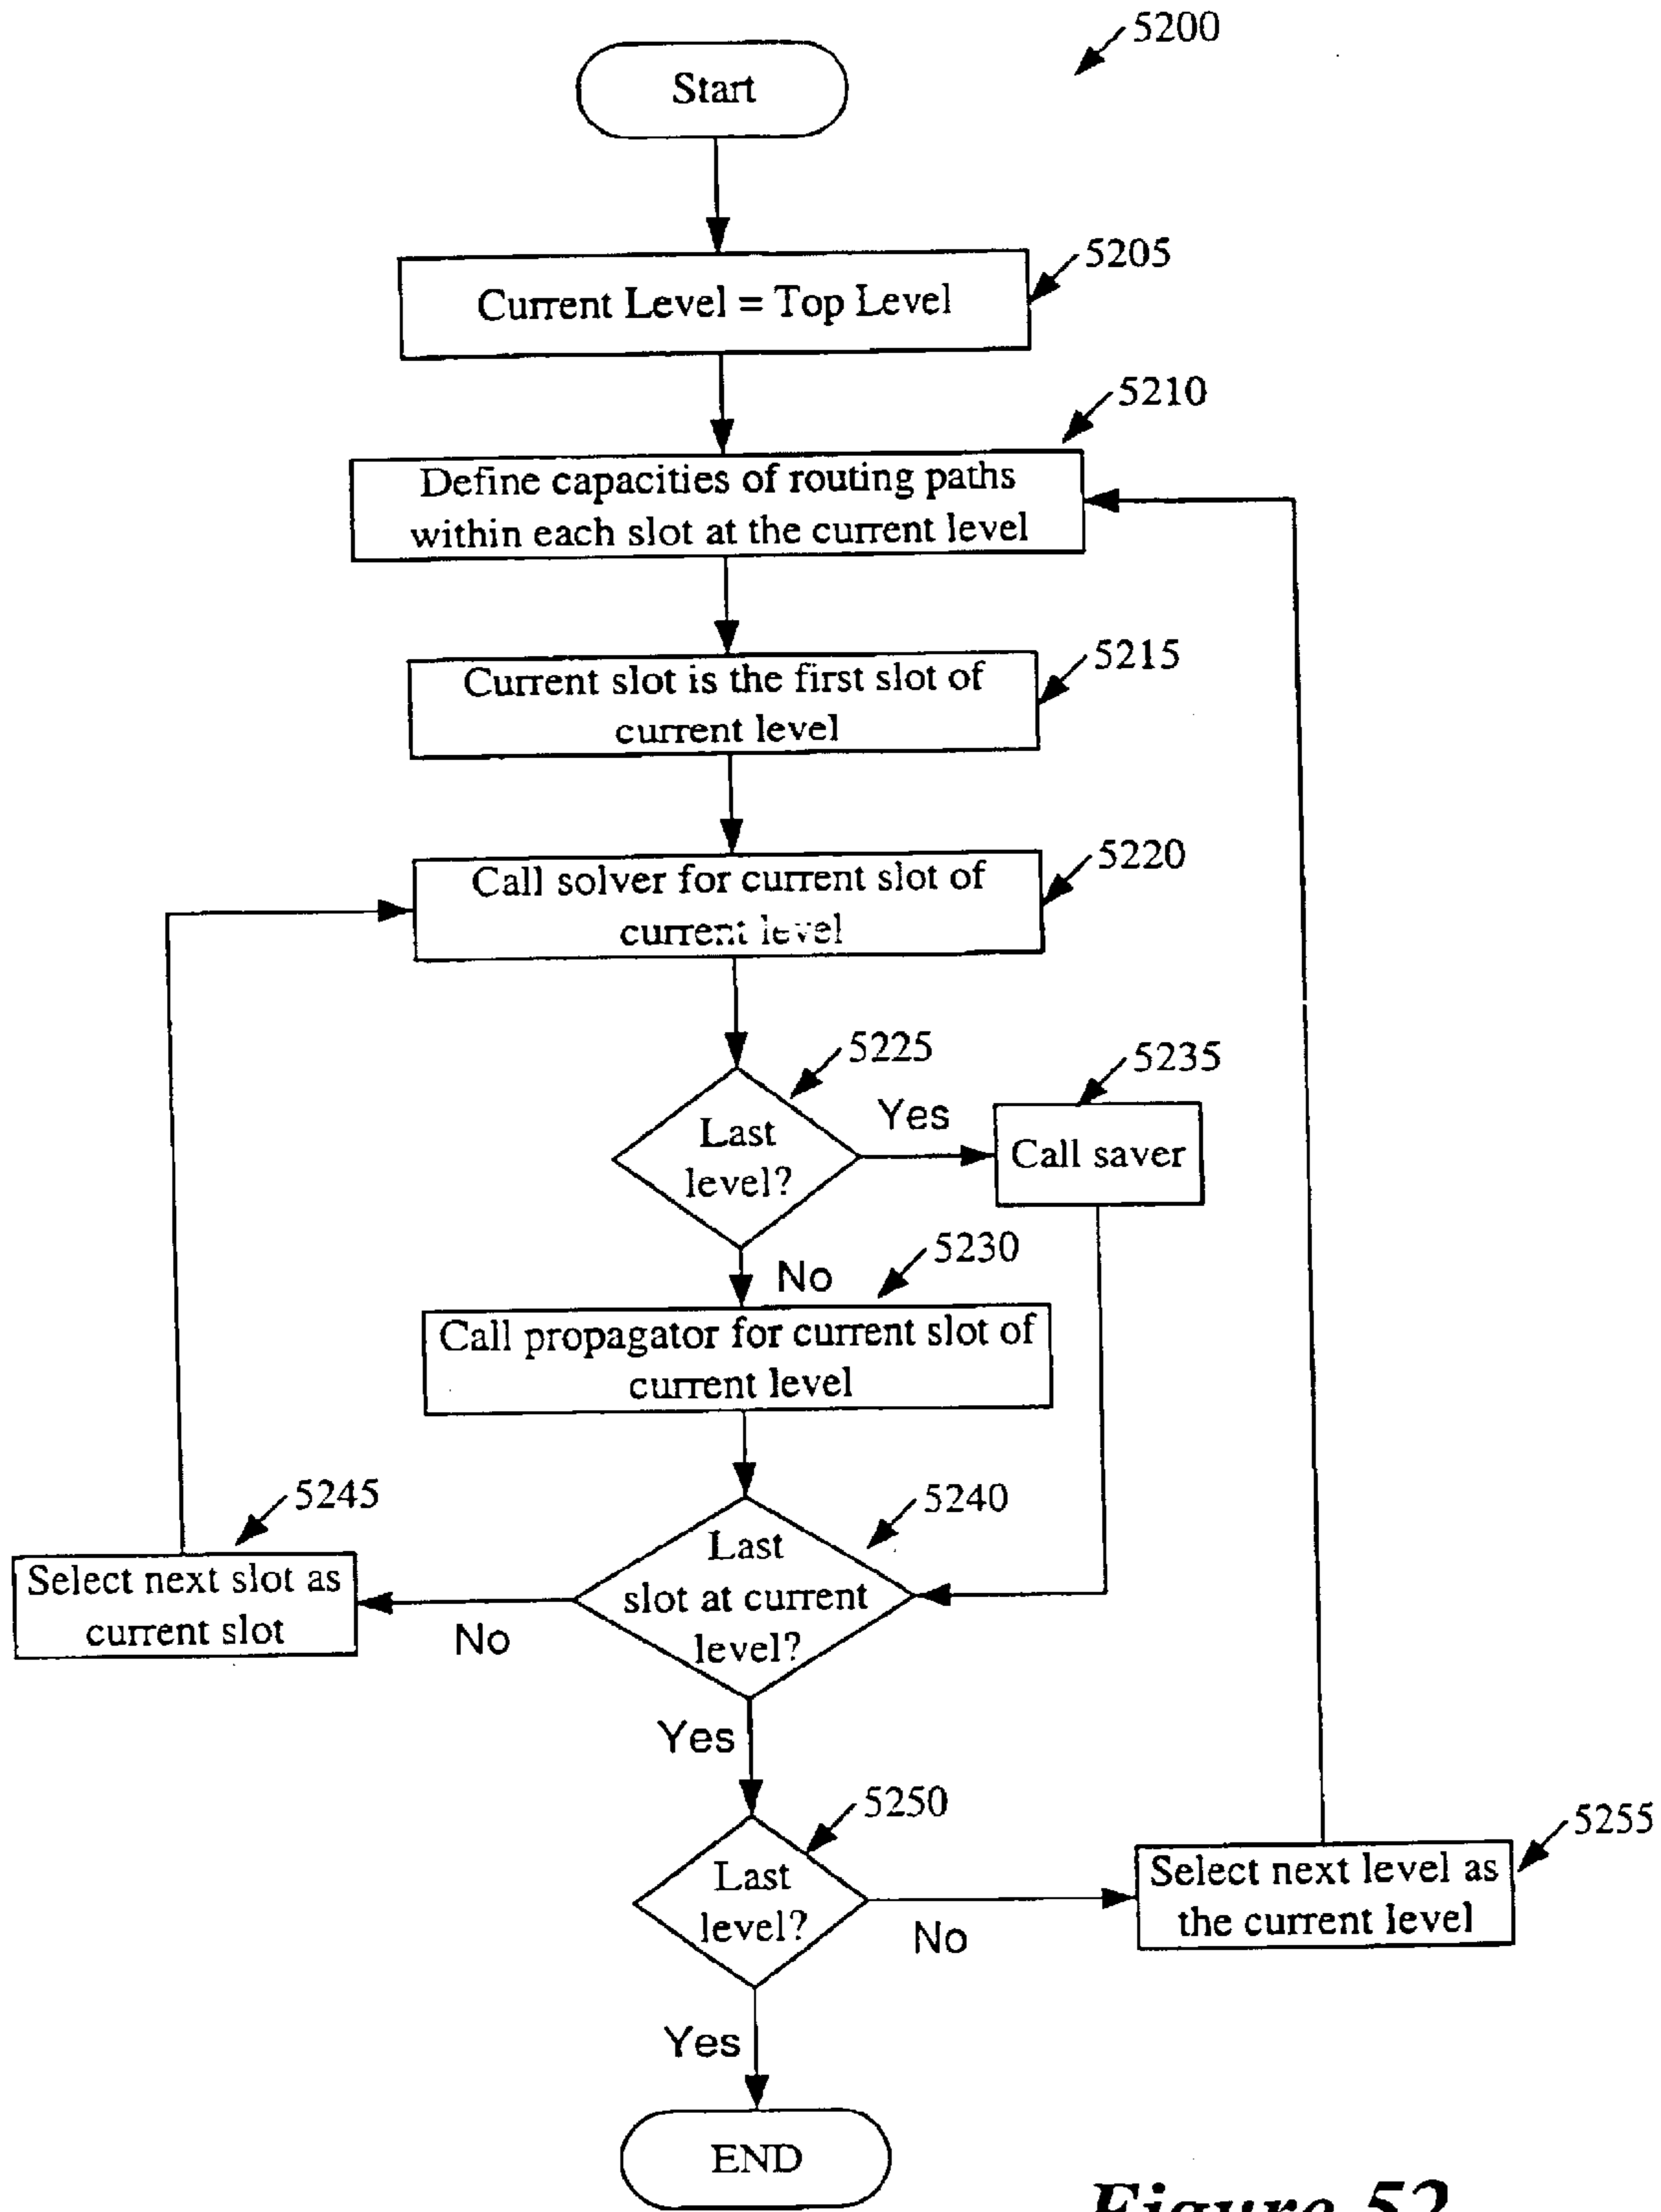 5200
Start
5205
Current Level = Top Level
5210
Define capacities of routing paths
within each slot at the current level
5215
Current slot is the first slot of
current level
5220
Call solver for current slot of
current level
5225
5235
Last
level?
Yes
Call saver
5230
No
Call propagator for current slot of
current level
5245
5240
Select next slot as
current slot
No
Last
slot at current
level?
Yes
5250
5255
Last
level?
No
Select next level as
the current level
Yes
END
Figure 52